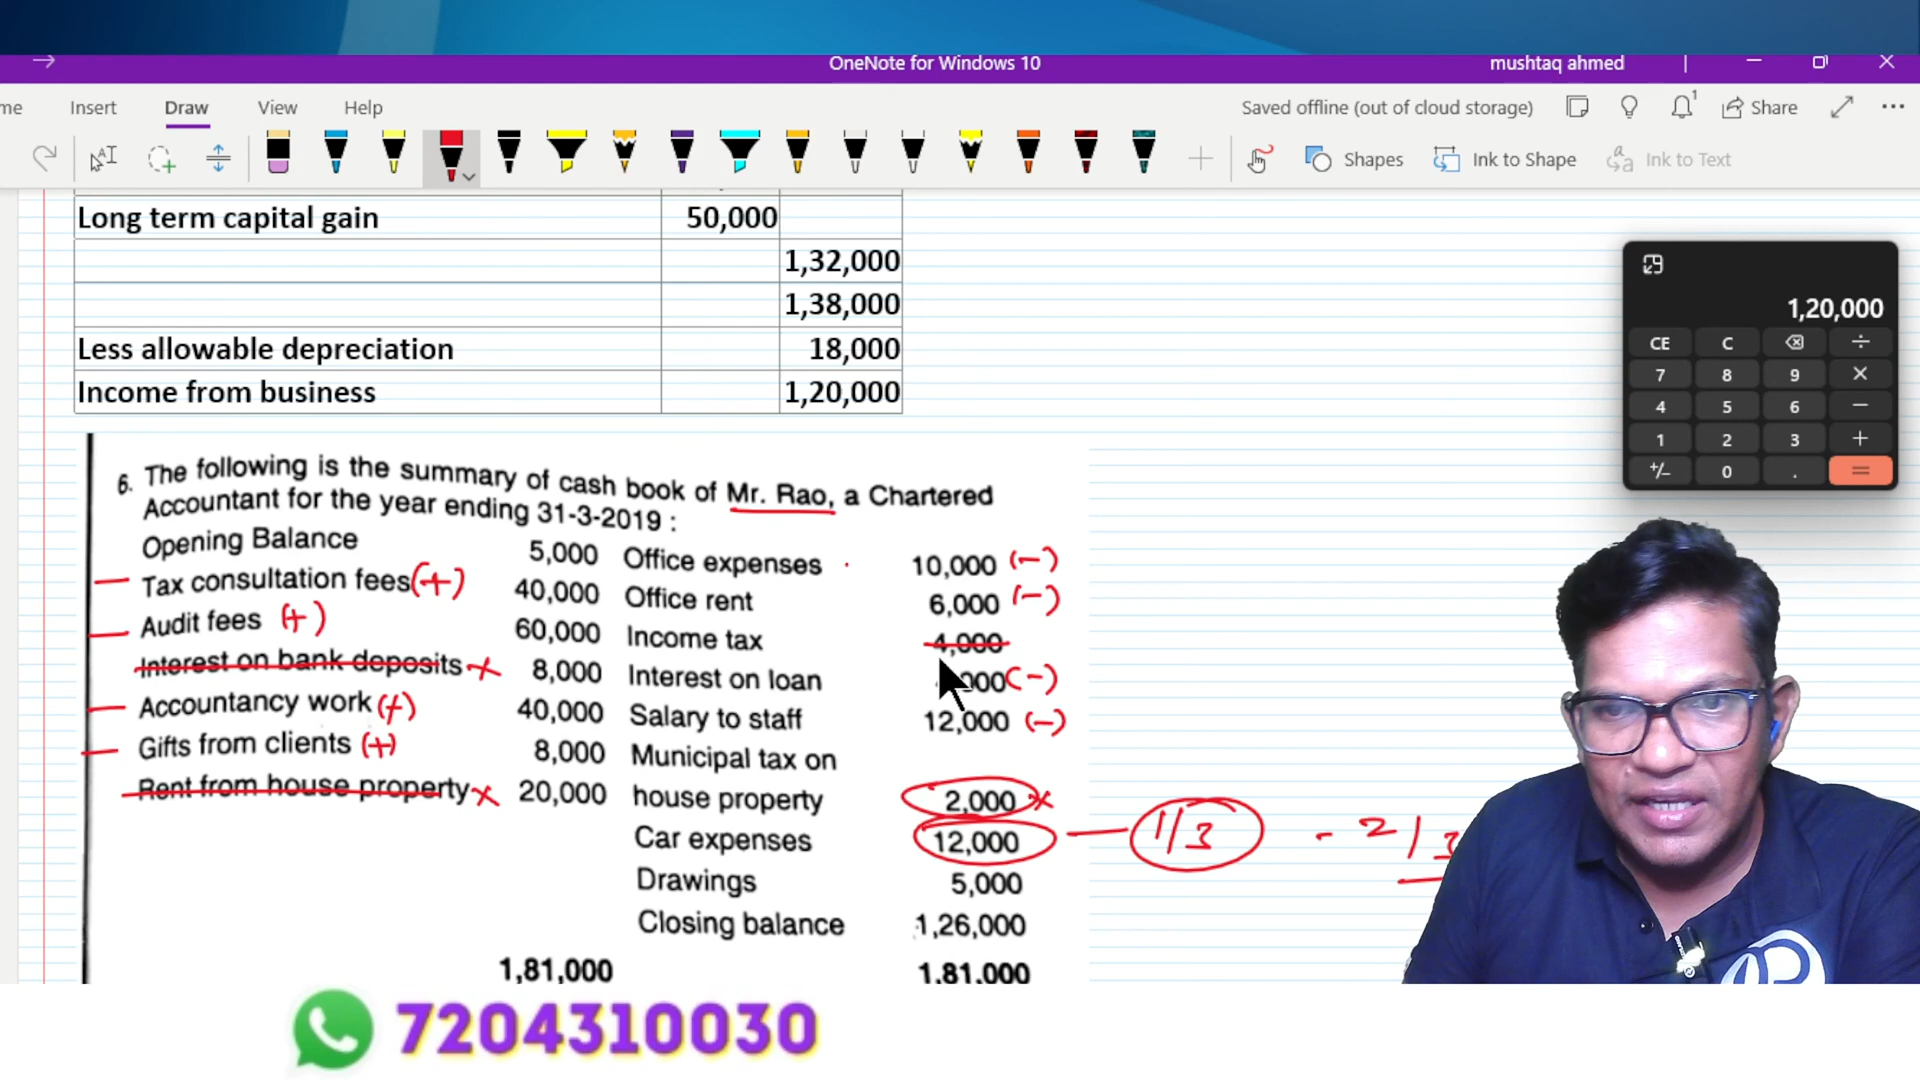 OneNote for Windows 10
mushtaq ahmed
Insert
Draw
View
Help
Saved offline (out of cloud storage)
1
Share
Shapes
Ink to Shape
Ink to Text
Long term capital gain 50,000
1,32,000
1,38,000
Less allowable depreciation 18,000
Income from business 1,20,000
1,20,000
CE C ÷
7 8 9 ×
4 5 6 −
1 2 3 +
+/− 0 . =
6. The following is the summary of cash book of Mr. Rao, a Chartered
Accountant for the year ending 31-3-2019 :
Opening Balance 5,000 Office expenses 10,000 (−)
Tax consultation fees (+) 40,000 Office rent 6,000 (−)
Audit fees (+) 60,000 Income tax 4,000
Interest on bank deposits × 8,000 Interest on loan (−)
Accountancy work (+) 40,000 Salary to staff 12,000 (−)
Gifts from clients (+) 8,000 Municipal tax on
Rent from house property × 20,000 house property 2,000 ×
Car expenses 12,000 — 1/3 - 2/3
Drawings 5,000
Closing balance 1,26,000
1,81,000 1,81,000
7204310030